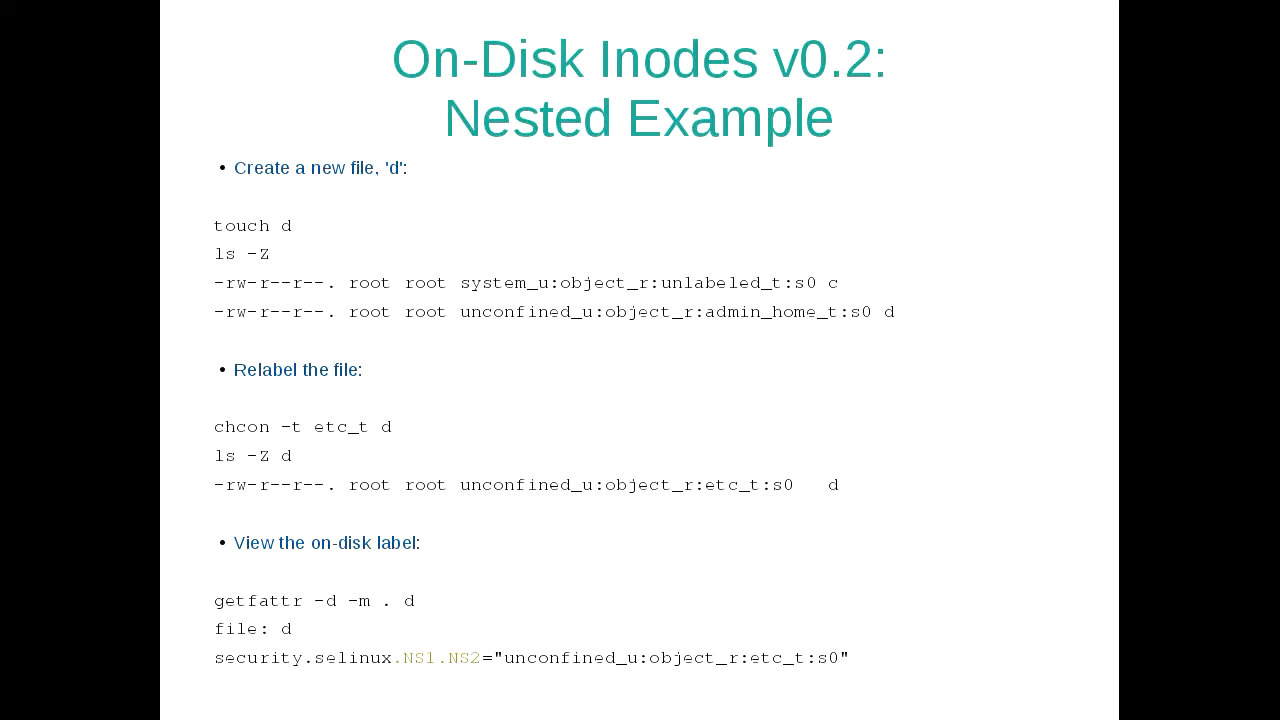 On-Disk Inodes v0.2:
Nested Example
• Create a new file, 'd':
touch d
ls -Z
-rw-r--r--. root root system_u:object_r:unlabeled_t:s0 c
-rw-r--r--. root root unconfined_u:object_r:admin_home_t:s0 d
• Relabel the file:
chcon -t etc_t d
ls -Z d
-rw-r--r--. root root unconfined_u:object_r:etc_t:s0   d
• View the on-disk label:
getfattr -d -m . d
file: d
security.selinux.NS1.NS2="unconfined_u:object_r:etc_t:s0"